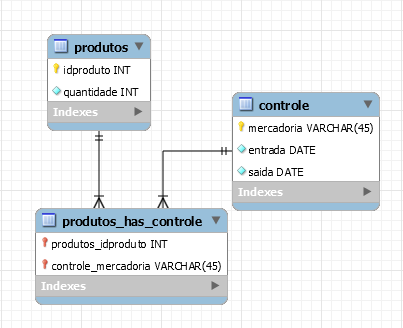 produtos
idproduto INT
quantidade INT
Indexes
controle
mercadoria VARCHAR(45)
entrada DATE
saida DATE
Indexes
produtos_has_controle
produtos_idproduto INT
controle_mercadoria VARCHAR(45)
Indexes